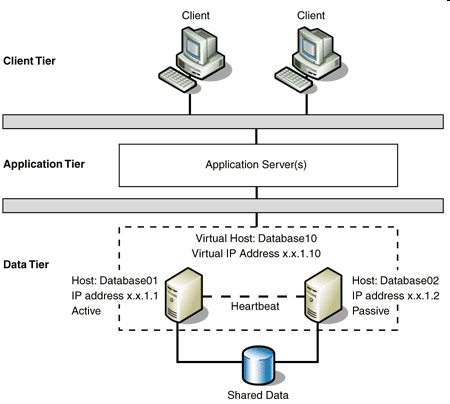 Client
Client
Client Tier
Application Tier
Application Server(s)
Virtual Host: Database10
Virtual IP Address x.x.1.10
Data Tier
Host: Database01
IP address x.x.1.1
Active
Heartbeat
Host: Database02
IP address x.x.1.2
Passive
Shared Data